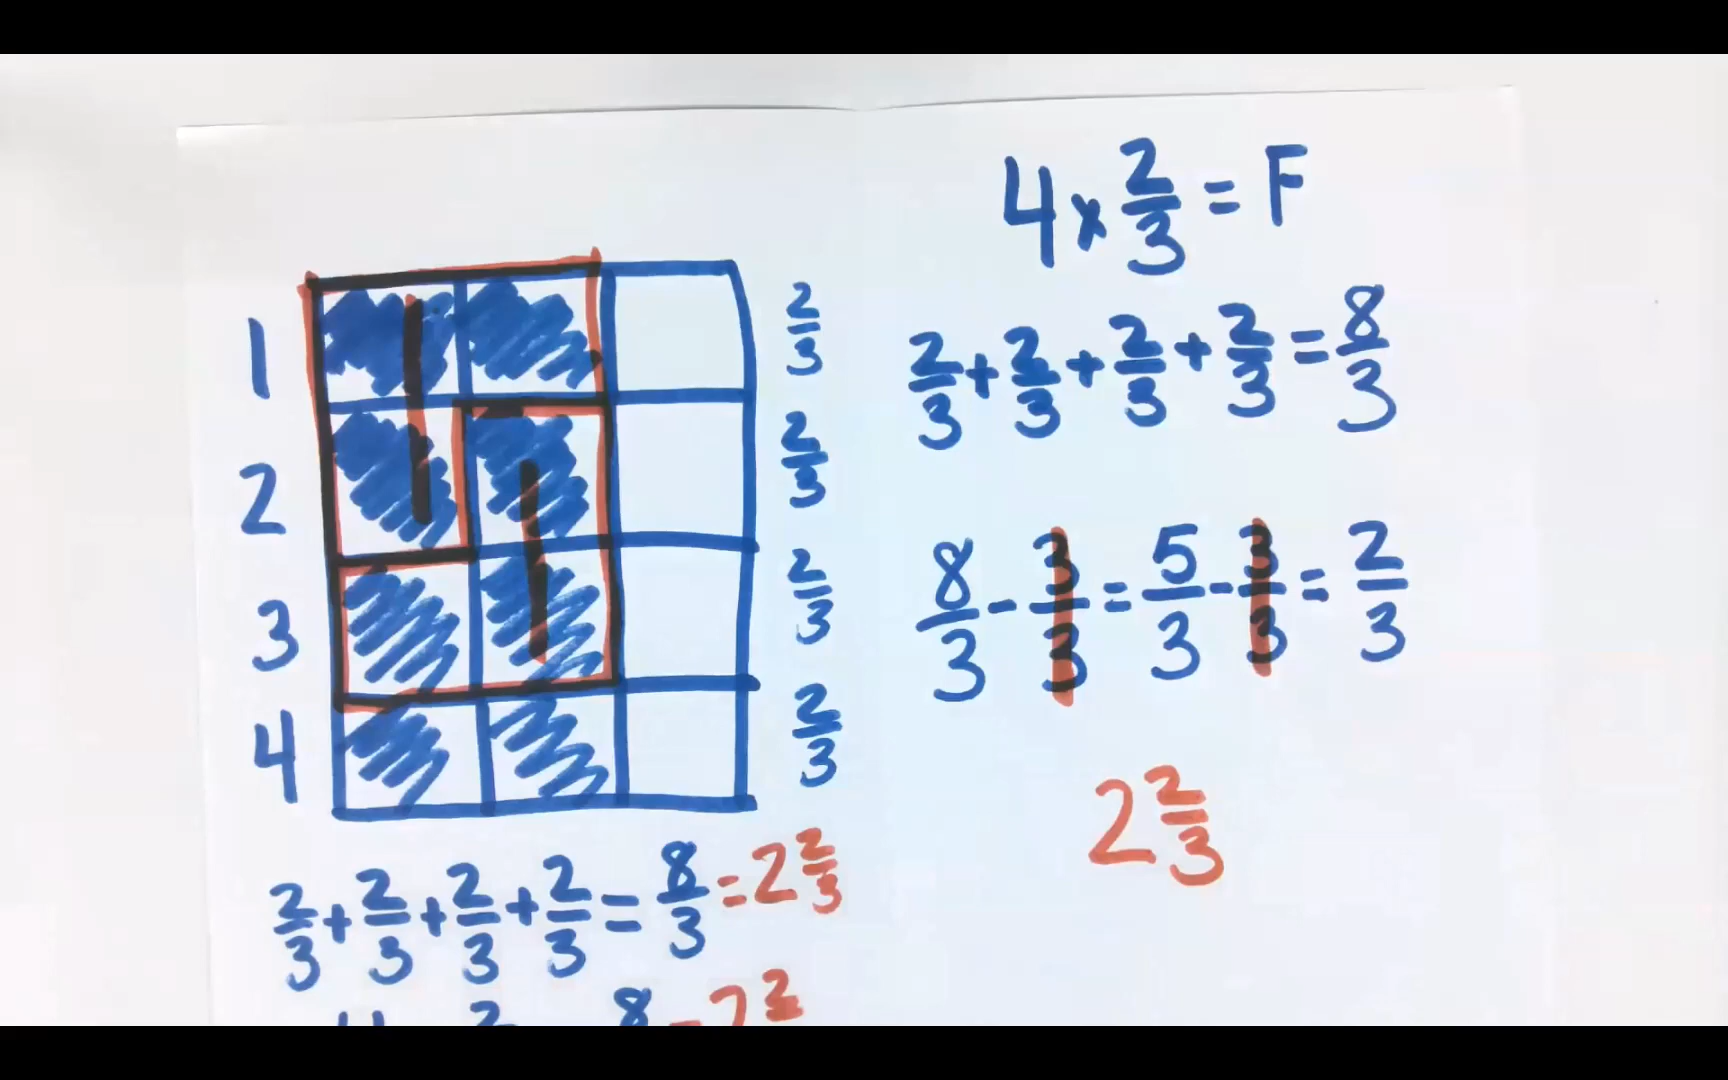 1 2/3
2 2/3
3 2/3
4 2/3
2/3 + 2/3 + 2/3 + 2/3 = 8/3 = 2 2/3
4 × 2/3 = F
2/3 + 2/3 + 2/3 + 2/3 = 8/3
8/3 - 3/3 = 5/3 - 3/3 = 2/3
2 2/3